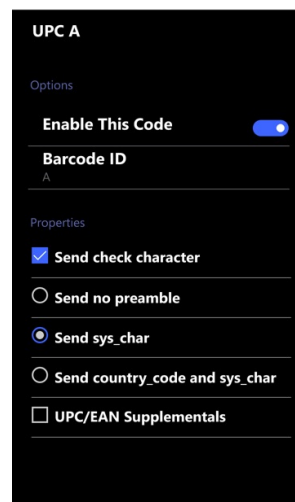 UPC A
Options
Enable This Code
Barcode ID
A
Properties
Send check character
Send no preamble
Send sys_char
Send country_code and sys_char
UPC/EAN Supplementals